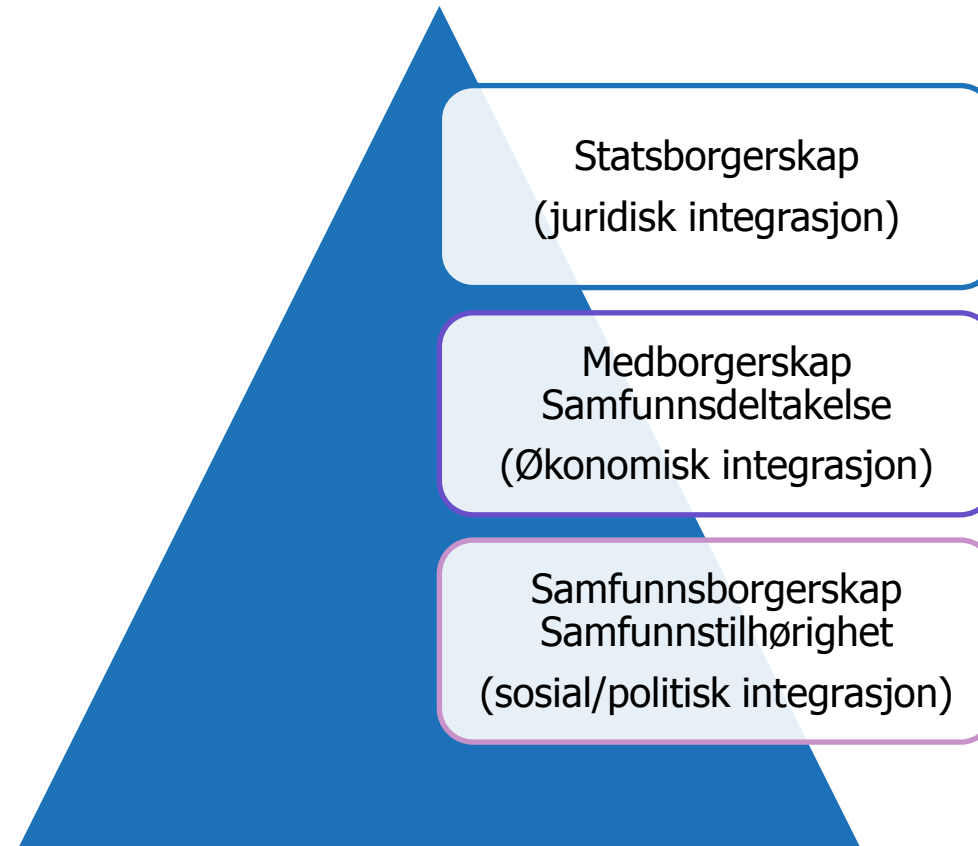 Statsborgerskap
(juridisk integrasjon)
Medborgerskap
Samfunnsdeltakelse
(Økonomisk integrasjon)
Samfunnsborgerskap
Samfunnstilhørighet
(sosial/politisk integrasjon)